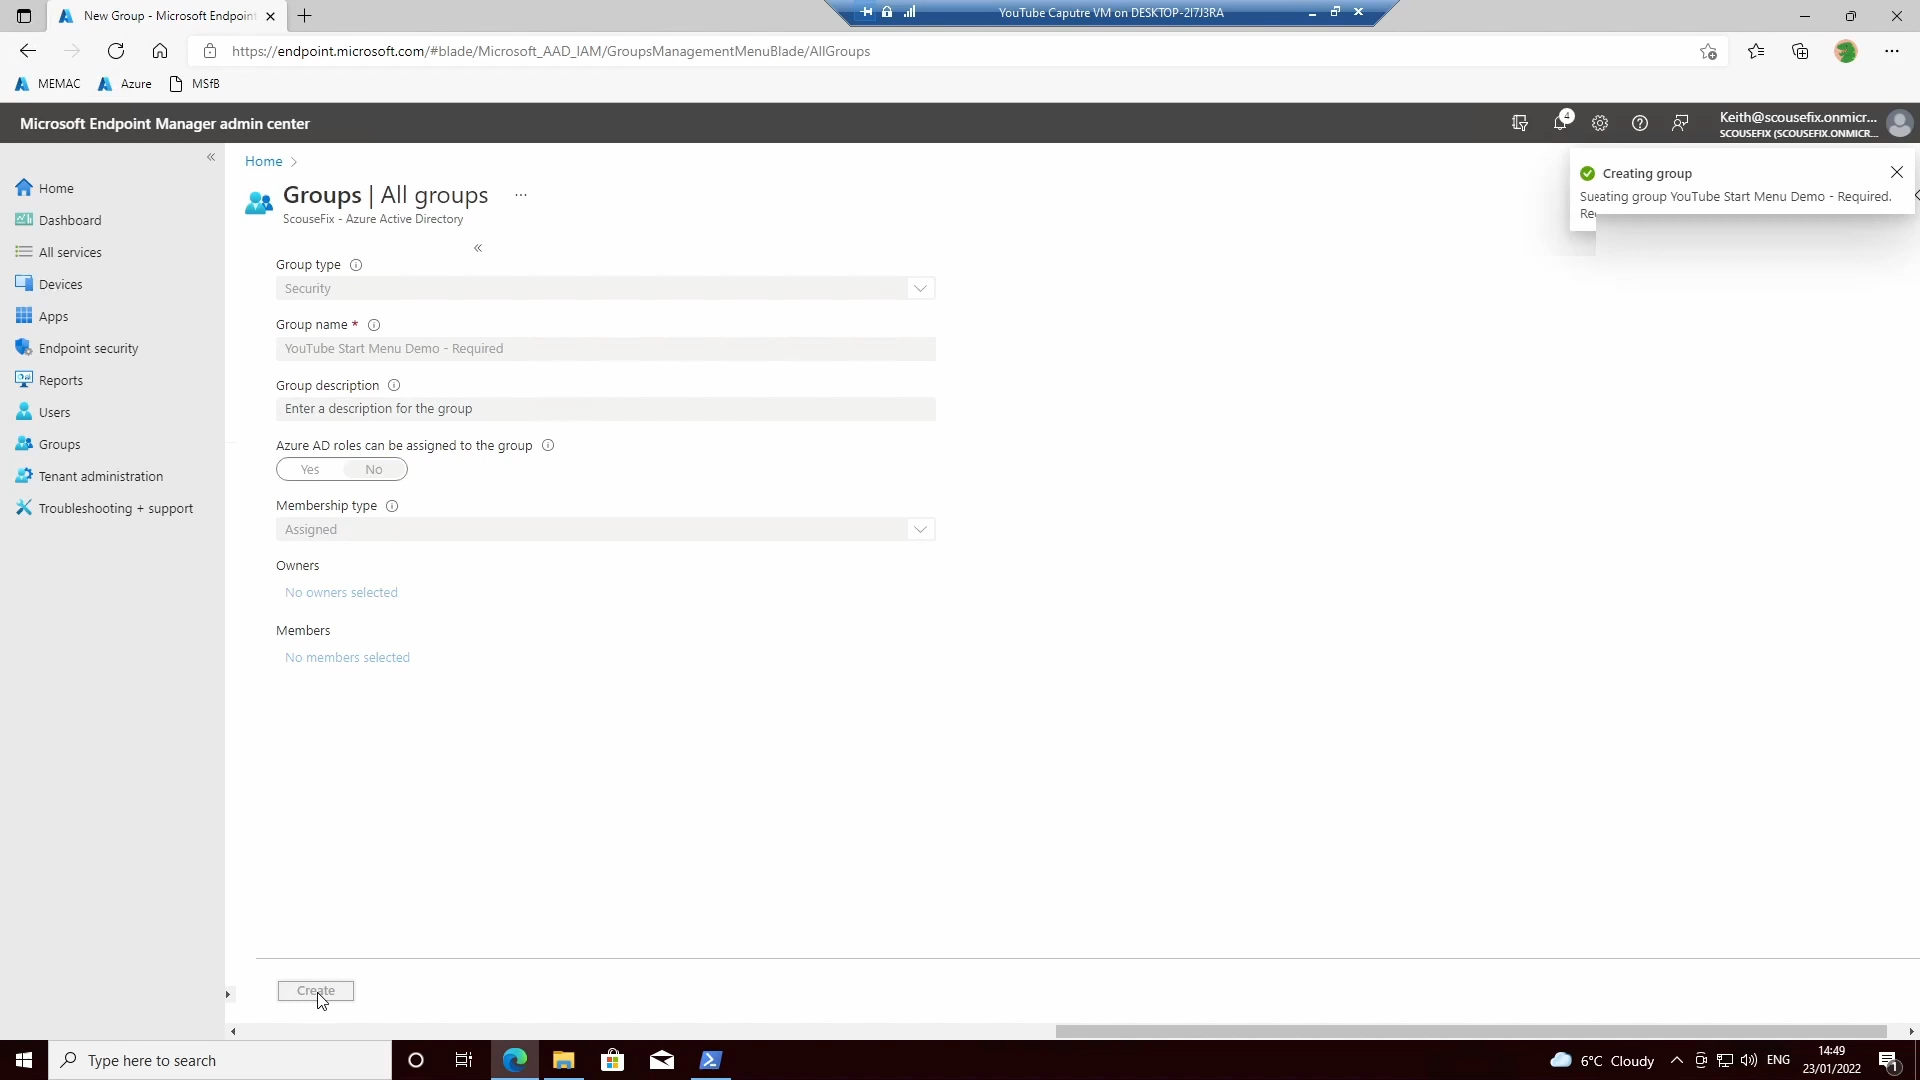 New Group - Microsoft Endpoint
YouTube Caputre VM on DESKTOP-2I7J3RA
https://endpoint.microsoft.com/#blade/Microsoft_AAD_IAM/GroupsManagementMenuBlade/AllGroups
MEMAC
Azure
MSfB
Microsoft Endpoint Manager admin center
4
Keith@scousefix.onmicr...
SCOUSEFIX (SCOUSEFIX.ONMICR...
Home
Dashboard
All services
Devices
Apps
Endpoint security
Reports
Users
Groups
Tenant administration
Troubleshooting + support
Home
Groups | All groups
ScouseFix - Azure Active Directory
Creating group
Sueating group YouTube Start Menu Demo - Required.
Re
Group type
Security
Group name *
YouTube Start Menu Demo - Required
Group description
Enter a description for the group
Azure AD roles can be assigned to the group
Yes No
Membership type
Assigned
Owners
No owners selected
Members
No members selected
Create
Type here to search
6°C Cloudy
ENG
14:49
23/01/2022
1